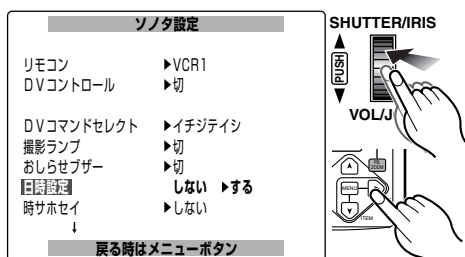 ソノタ設定
リモコン ▶VCR1
DVコントロール ▶切
DVコマンドセレクト ▶イチジテイシ
撮影ランプ ▶切
おしらせブザー ▶切
日時設定 しない ▶する
時サホセイ ▶しない
↓
戻る時はメニューボタン
SHUTTER/IRIS
PUSH
VOL/J
PB ZOOM
MENU
ITEM